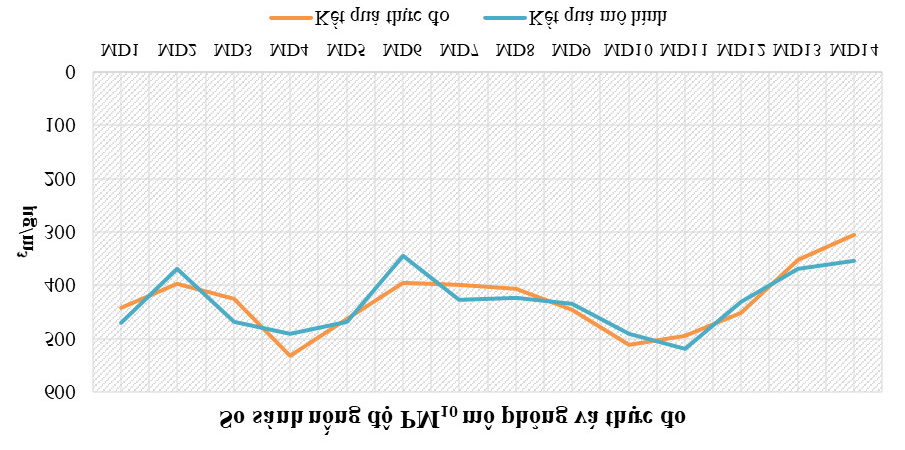 So sánh nồng độ PM₁₀ mô phỏng và thực đo
600
500
400
300
200
100
0
µg/m³
MD1 MD2 MD3 MD4 MD5 MD6 MD7 MD8 MD9 MD10 MD11 MD12 MD13 MD14
Kết quả thực đo Kết quả mô hình